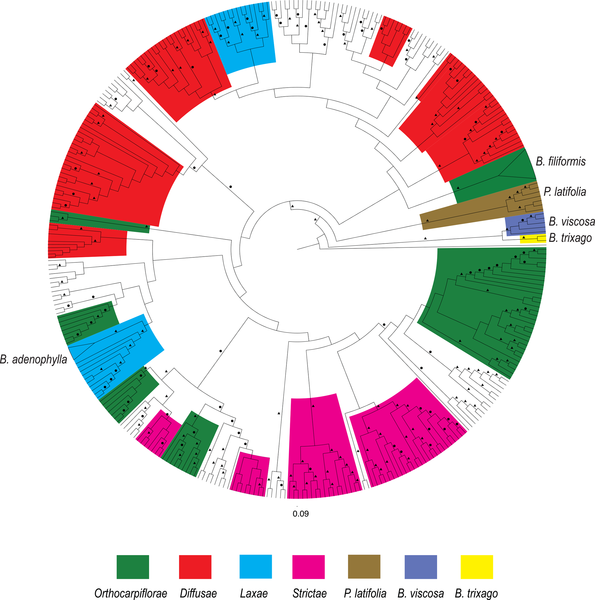 B. filiformis
P. latifolia
B. viscosa
B. trixago
B. adenophylla
0.09
Orthocarpiflorae Diffusae Laxae Strictae P. latifolia B. viscosa B. trixago